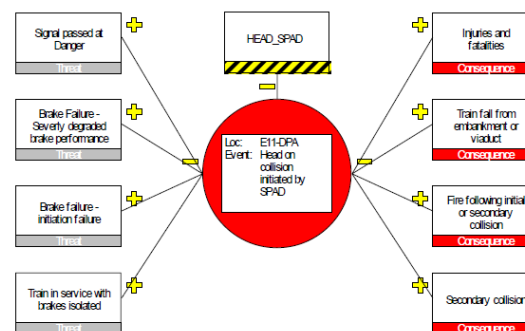 Signal passed at
Danger
Threat
Brake Failure -
Severly degraded
brake performance
Threat
Brake failure -
initiation failure
Threat
Train in service with
brakes isolated
Threat
HEAD_SPAD
Loc: E11-DPA
Event: Head on
collision
initiated by
SPAD
Injuries and
fatalities
Consequence
Train fall from
embankment or
viaduct
Consequence
Fire following initial
or secondary
collision
Consequence
Secondary collision
Consequence